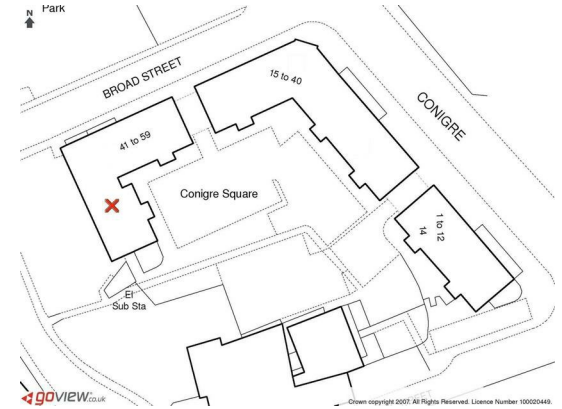 N
Park
BROAD STREET
15 to 40
CONIGRE
41 to 59
Conigre Square
1 to 12
14
El
Sub Sta
goview.co.uk
Crown copyright 2007. All Rights Reserved. Licence Number 100020449.